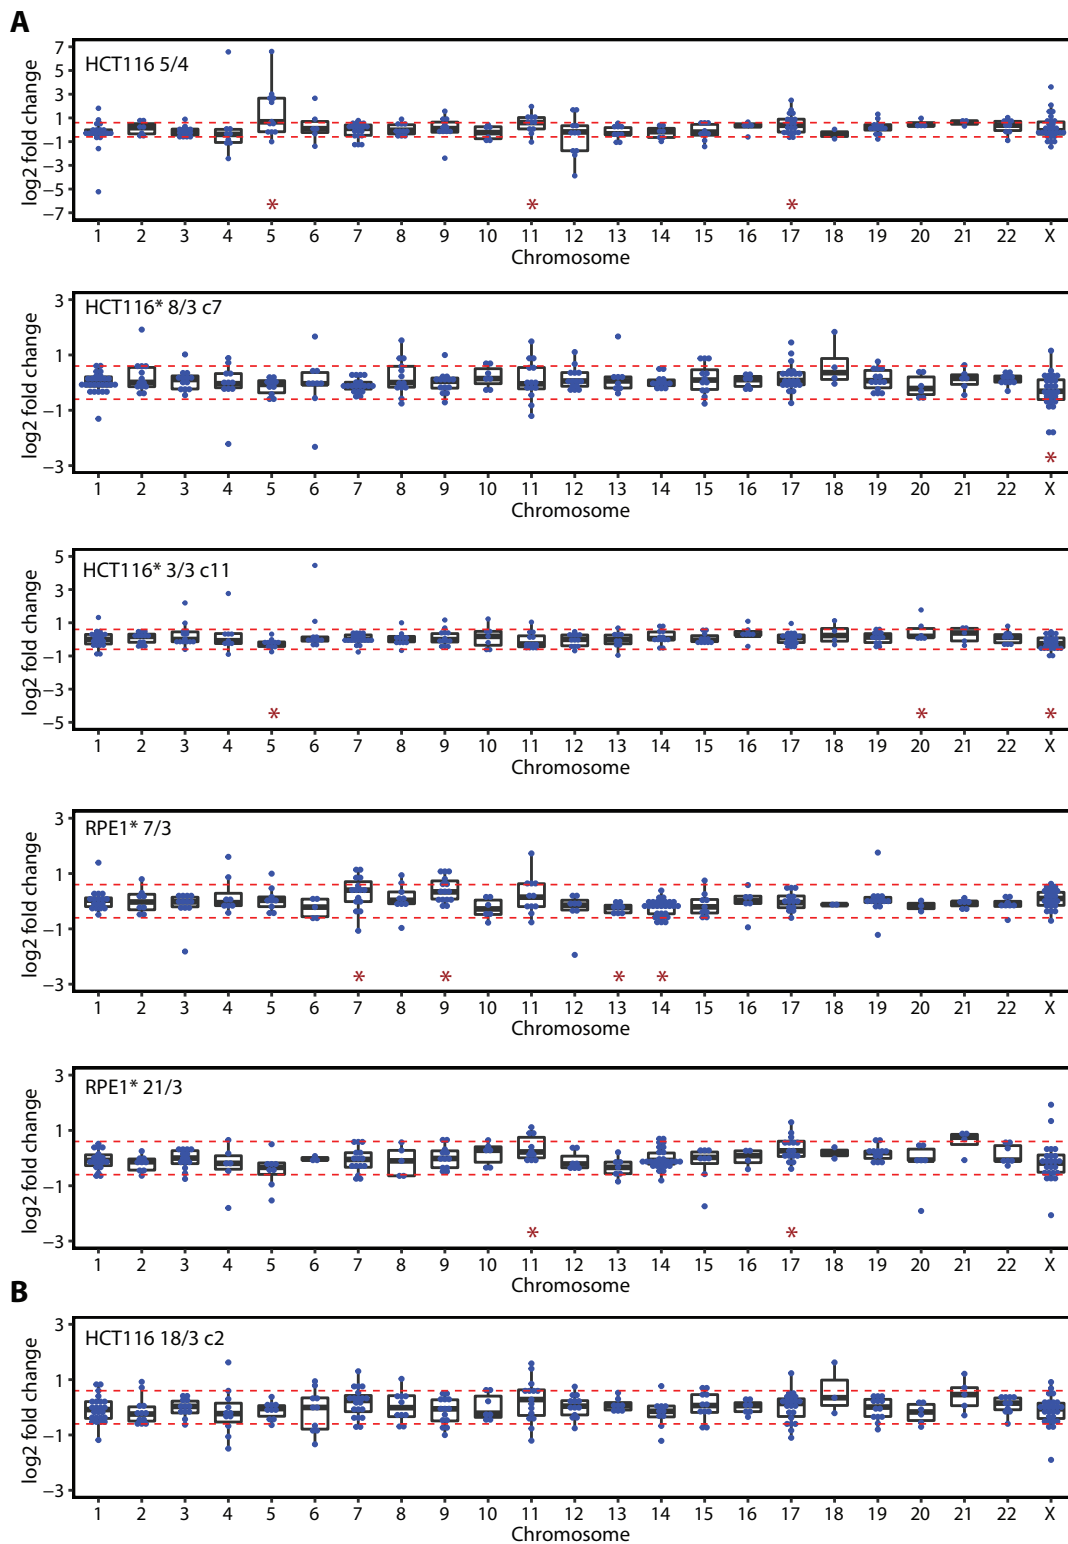 A
HCT116 5/4
log2 fold change
7
5
3
1
−1
−3
−5
−7
* * *
1 2 3 4 5 6 7 8 9 10 11 12 13 14 15 16 17 18 19 20 21 22 X
Chromosome
HCT116* 8/3 c7
log2 fold change
3
1
−1
−3
*
1 2 3 4 5 6 7 8 9 10 11 12 13 14 15 16 17 18 19 20 21 22 X
Chromosome
HCT116* 3/3 c11
log2 fold change
5
3
1
−1
−3
−5
* * *
1 2 3 4 5 6 7 8 9 10 11 12 13 14 15 16 17 18 19 20 21 22 X
Chromosome
RPE1* 7/3
log2 fold change
3
1
−1
−3
* * * *
1 2 3 4 5 6 7 8 9 10 11 12 13 14 15 16 17 18 19 20 21 22 X
Chromosome
RPE1* 21/3
log2 fold change
3
1
−1
−3
* *
1 2 3 4 5 6 7 8 9 10 11 12 13 14 15 16 17 18 19 20 21 22 X
Chromosome
B
HCT116 18/3 c2
log2 fold change
3
1
−1
−3
1 2 3 4 5 6 7 8 9 10 11 12 13 14 15 16 17 18 19 20 21 22 X
Chromosome